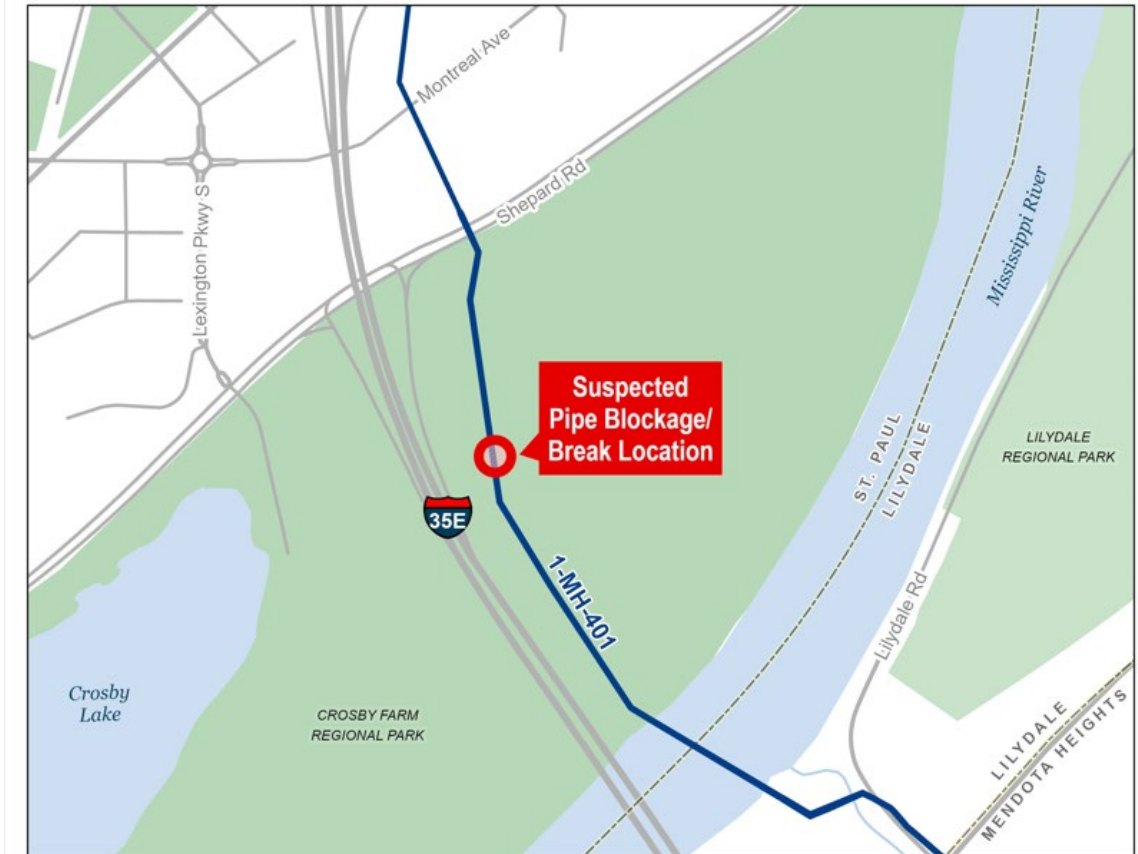 Montreal Ave
Shepard Rd
Lexington Pkwy S
Mississippi River
Suspected
Pipe Blockage/
Break Location
ST. PAUL
LILYDALE
LILYDALE
REGIONAL PARK
35E
1-MH-401
Lilydale Rd
Crosby
Lake
CROSBY FARM
REGIONAL PARK
LILYDALE
MENDOTA HEIGHTS